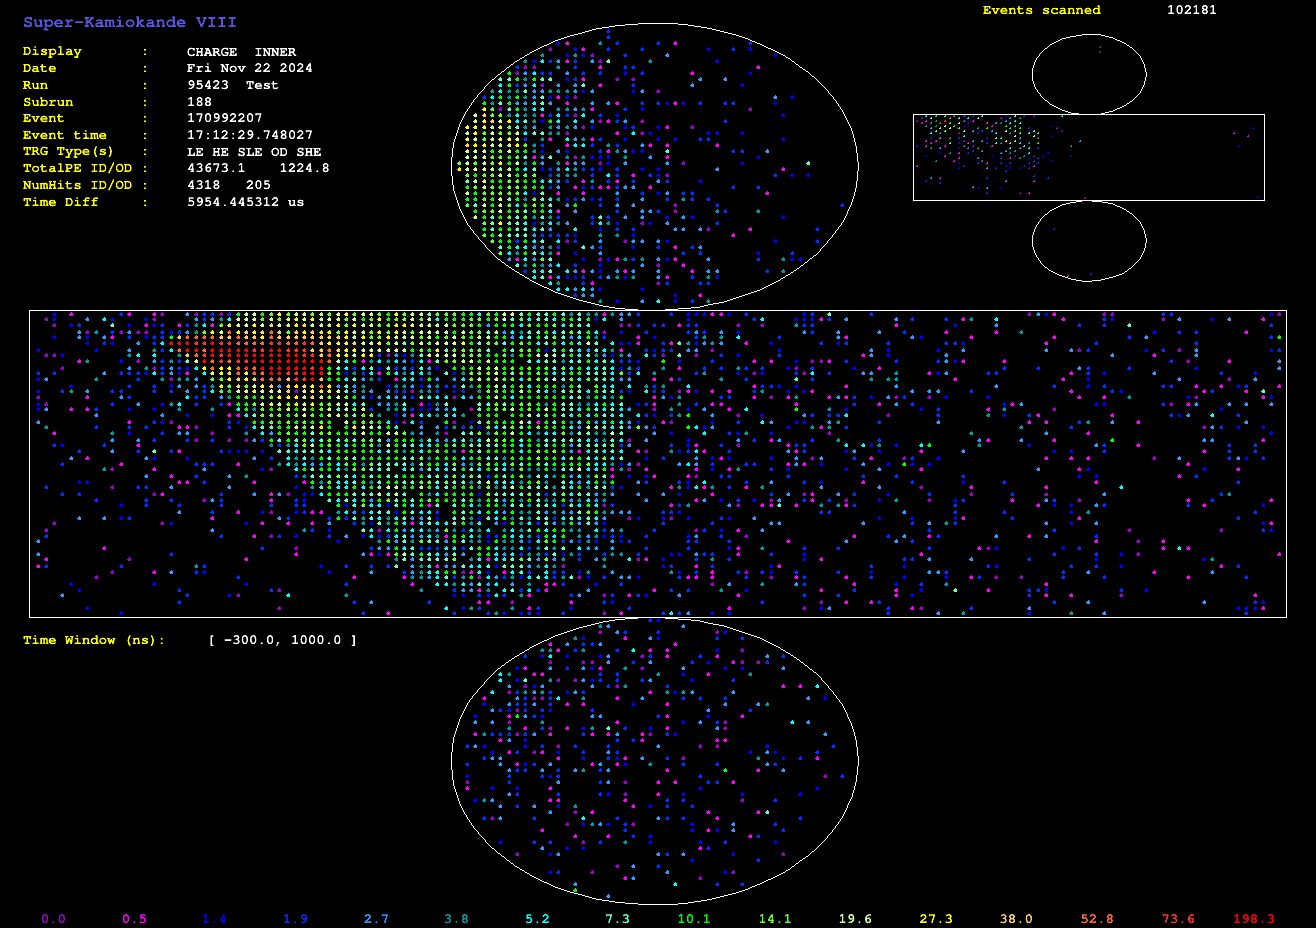 Super-Kamiokande VIII
Events scanned 102181
Display : CHARGE INNER
Date : Fri Nov 22 2024
Run : 95423 Test
Subrun : 188
Event : 170992207
Event time : 17:12:29.748027
TRG Type(s) : LE HE SLE OD SHE
TotalPE ID/OD : 43673.1 1224.8
NumHits ID/OD : 4318 205
Time Diff : 5954.445312 us
Time Window (ns): [ -300.0, 1000.0 ]
0.0 0.5 1.4 1.9 2.7 3.8 5.2 7.3 10.1 14.1 19.6 27.3 38.0 52.8 73.6 198.3